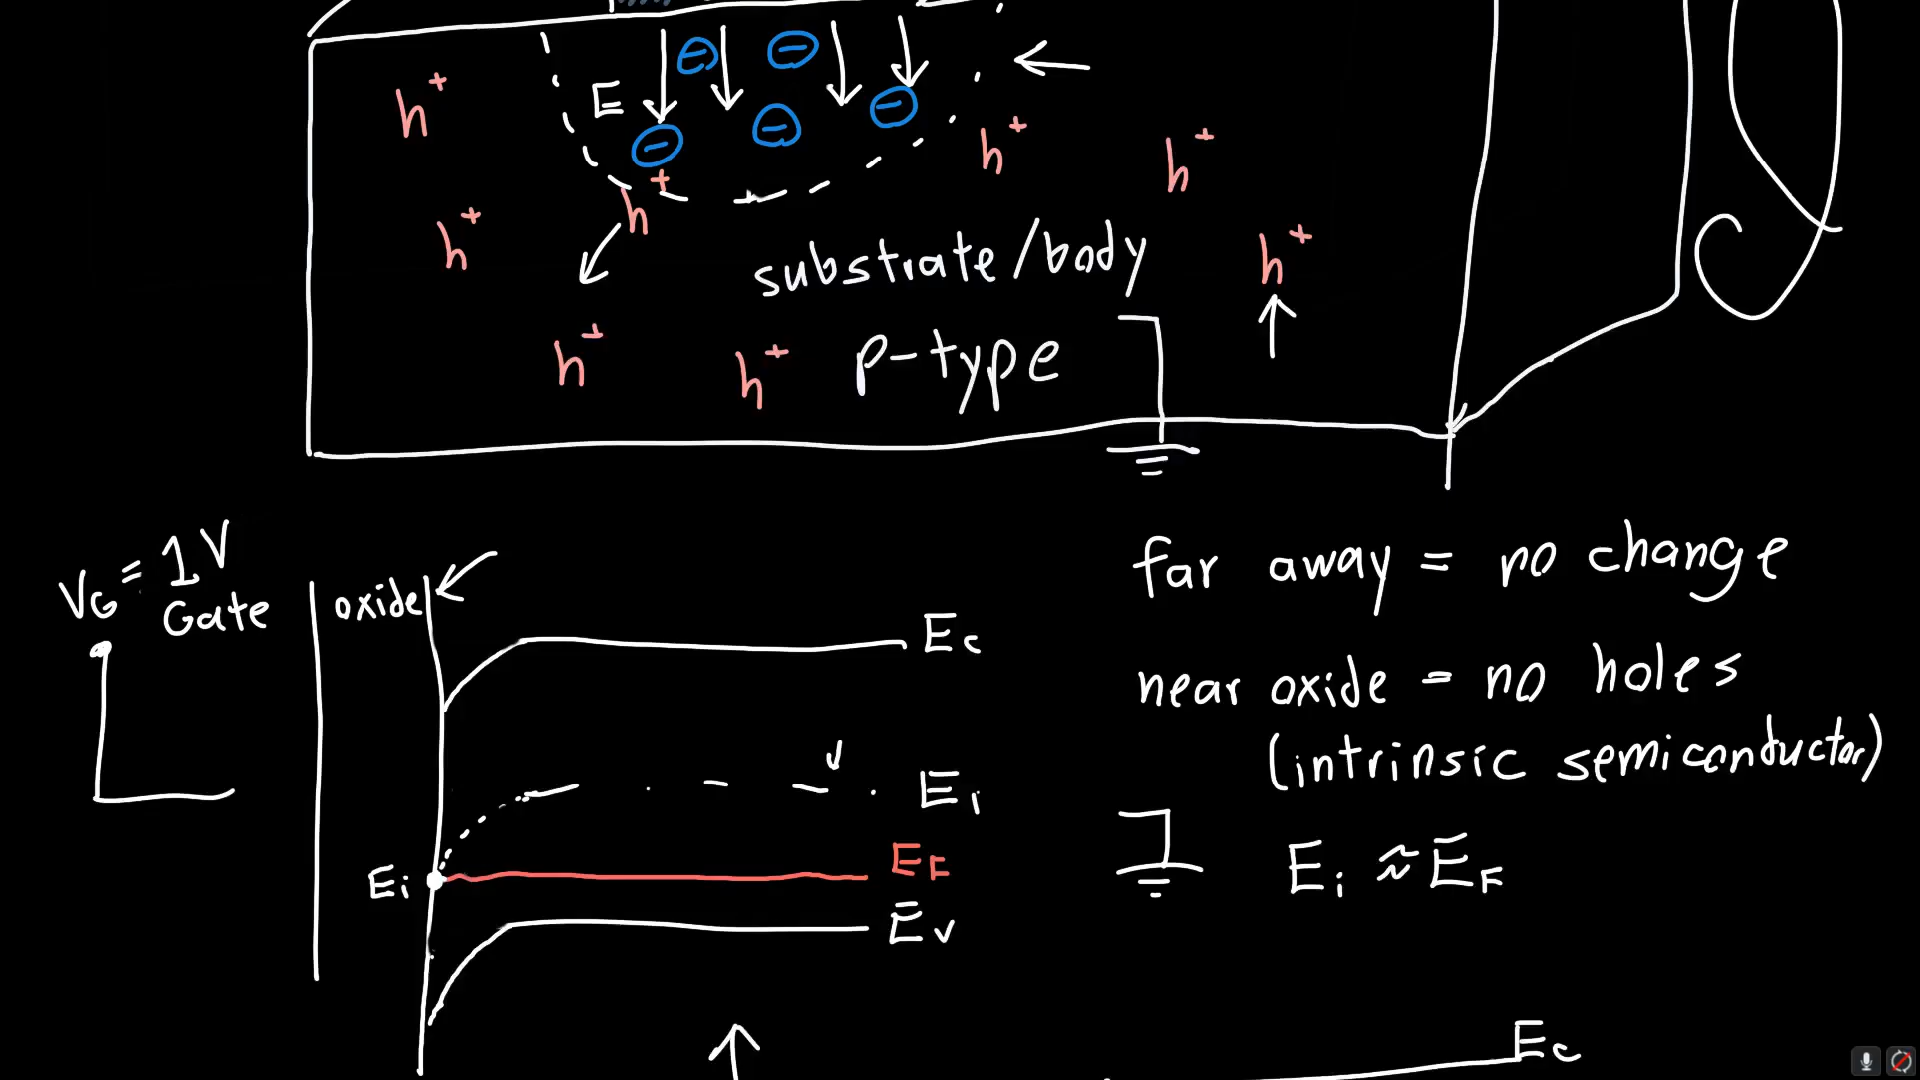 h+
E
⊖
⊖
⊖
⊖
⊖
h+
h+
h+
h+
h+
substrate/body
h+
h+
h+
p-type
VG = 1V
Gate
oxide
Ec
Ei
EF
Ei
Ev
far away = no change
near oxide = no holes
(intrinsic semiconductor)
Ei ≈ EF
Ec